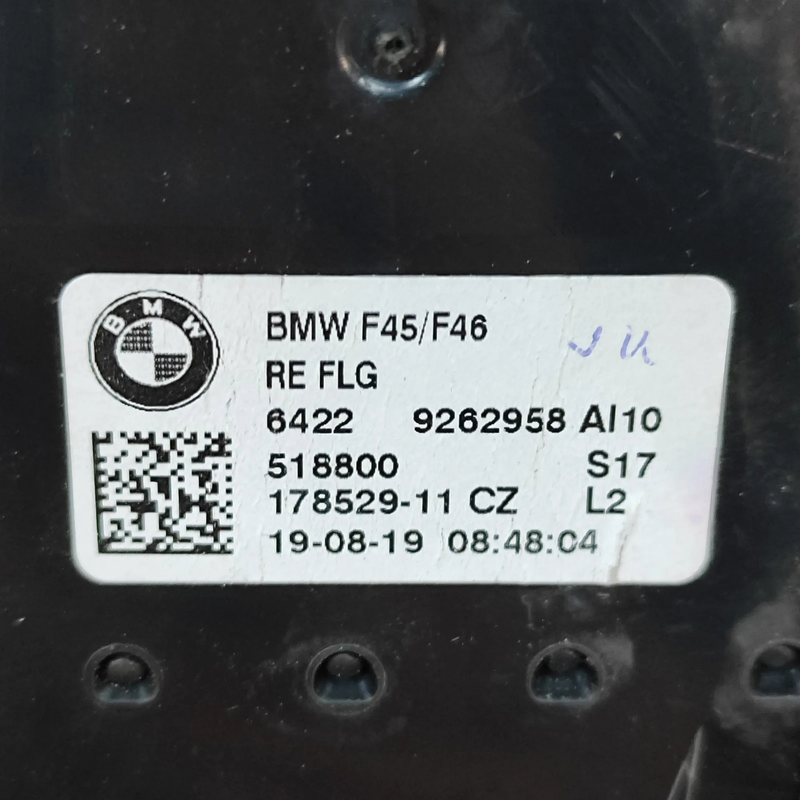 BMW
BMW F45/F46
RE FLG
6422 9262958 AI10
518800 S17
178529-11 CZ L2
19-08-19 08:48:04